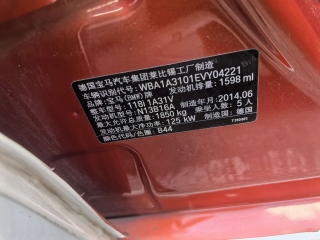 德国宝马汽车集团莱比锡工厂制造
车辆识别代号: WBA1A3101EVY04221
品牌: 宝马(BMW)牌 发动机排量: 1598 ml
型号: 118i 1A31V
发动机型号: N13B16A 制造年月: 2014.06
最大允许总质量: 1850 kg 乘坐人数: 5 人
发动机最大净功率: 125 kW 制造国: 德国
颜色代码/色圈: B44